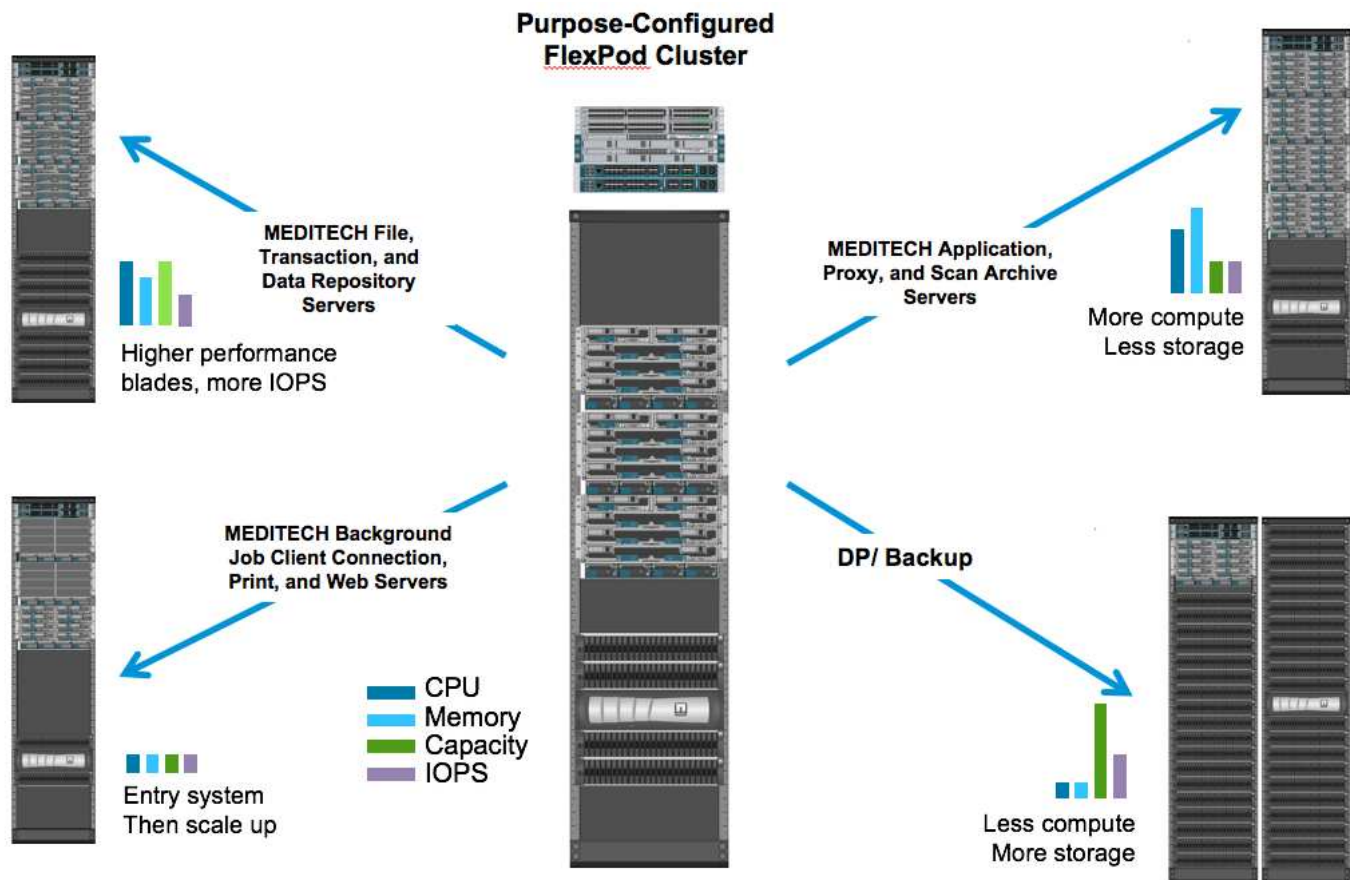 Purpose-Configured
FlexPod Cluster
MEDITECH File,
Transaction, and
Data Repository
Servers
Higher performance
blades, more IOPS
MEDITECH Application,
Proxy, and Scan Archive
Servers
More compute
Less storage
MEDITECH Background
Job Client Connection,
Print, and Web Servers
Entry system
Then scale up
CPU
Memory
Capacity
IOPS
DP/ Backup
Less compute
More storage